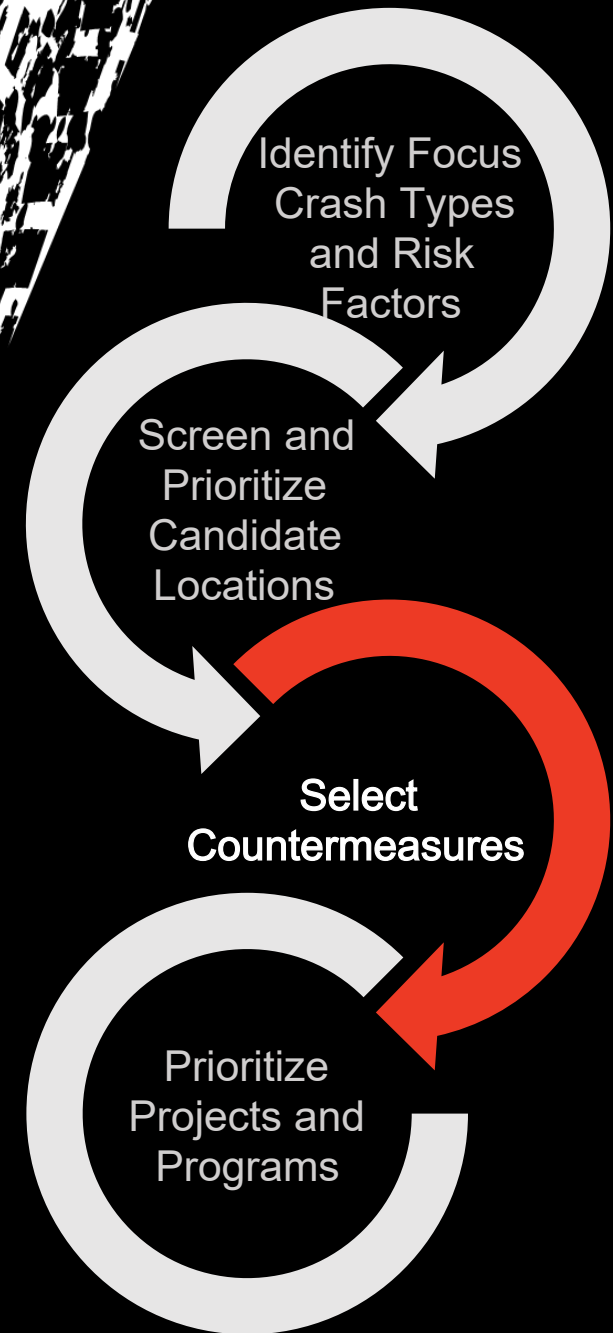 Identify Focus
Crash Types
and Risk
Factors
Screen and
Prioritize
Candidate
Locations
Select
Countermeasures
Prioritize
Projects and
Programs